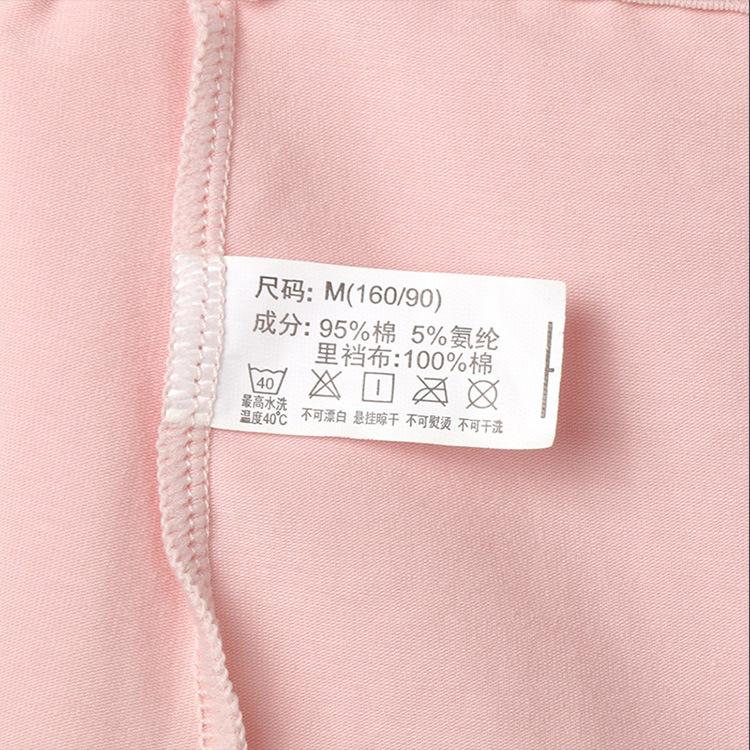 尺码: M(160/90)
成分: 95%棉 5%氨纶
里裆布:100%棉
40
最高水洗
温度40℃ 不可漂白 悬挂晾干 不可熨烫 不可干洗